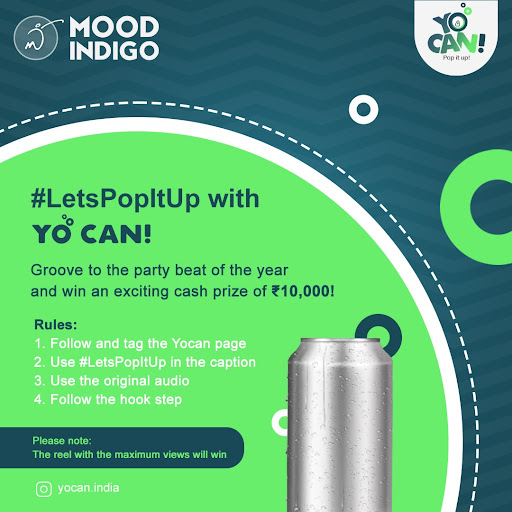 MOOD
INDIGO
YO
CAN!
Pop it up!
#LetsPopItUp with
YO CAN!
Groove to the party beat of the year
and win an exciting cash prize of ₹10,000!
Rules:
1. Follow and tag the Yocan page
2. Use #LetsPopItUp in the caption
3. Use the original audio
4. Follow the hook step
Please note:
The reel with the maximum views will win
yocan.india